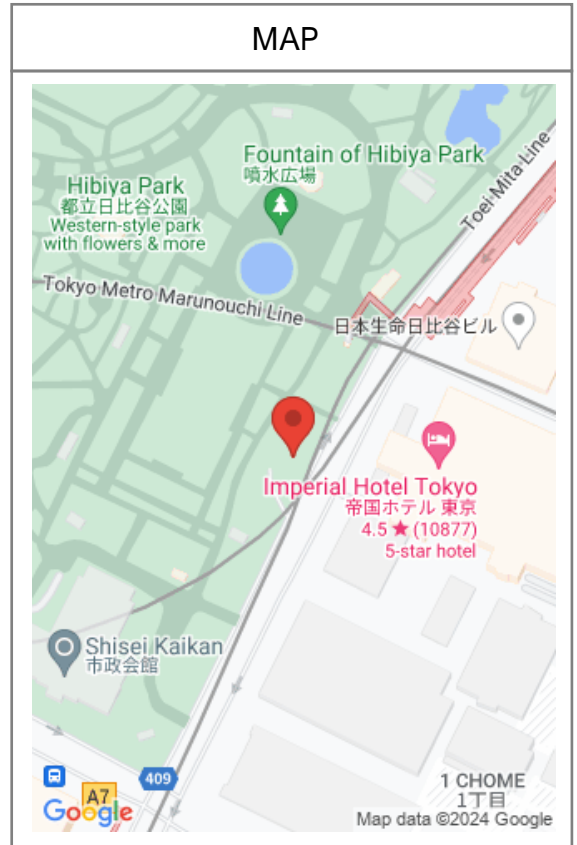 MAP
Fountain of Hibiya Park
噴水広場
Hibiya Park
都立日比谷公園
Western-style park
with flowers & more
Toei Mita Line
Tokyo Metro Marunouchi Line
日本生命日比谷ビル
Imperial Hotel Tokyo
帝国ホテル 東京
4.5 ★ (10877)
5-star hotel
Shisei Kaikan
市政会館
409
A7
1 CHOME
1丁目
Google
Map data ©2024 Google